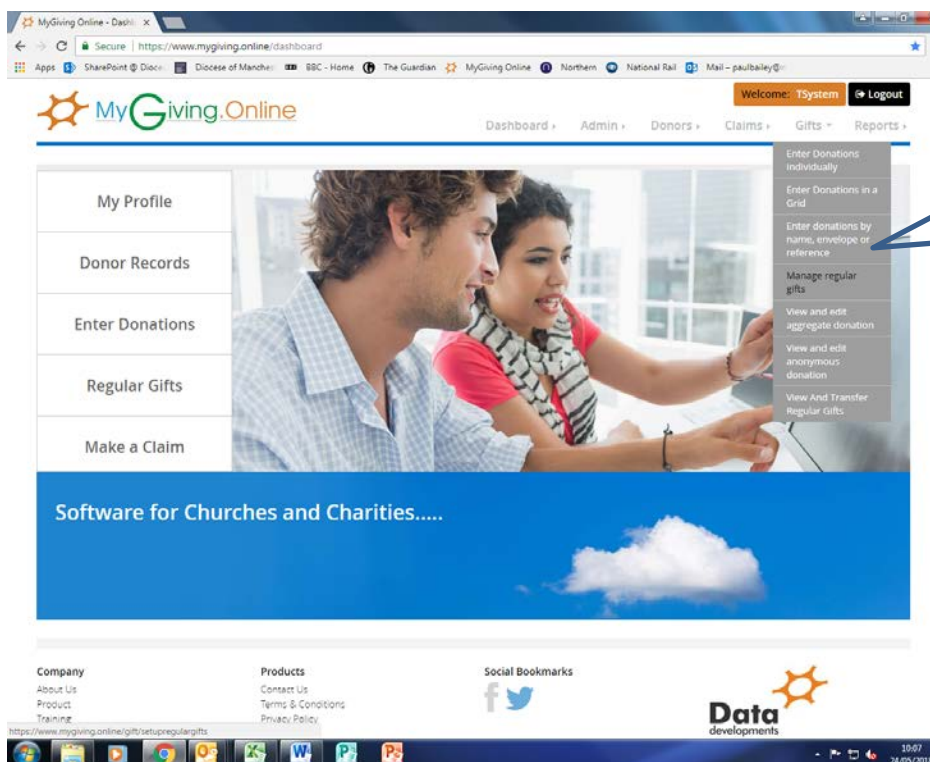 MyGiving Online - Dashb
Secure | https://www.mygiving.online/dashboard
Apps SharePoint @ Dioce Diocese of Manches BBC - Home The Guardian MyGiving Online Northern National Rail Mail – paulbailey@
MyGiving.Online
Welcome: TSystem Logout
Dashboard Admin Donors Claims Gifts Reports
Enter Donations
Individually
Enter Donations in a
Grid
Enter donations by
name, envelope or
reference
Manage regular
gifts
View and edit
aggregate donation
View and edit
anonymous
donation
View And Transfer
Regular Gifts
My Profile
Donor Records
Enter Donations
Regular Gifts
Make a Claim
Software for Churches and Charities.....
Company Products Social Bookmarks
About Us Contact Us
Product Terms & Conditions
Training Privacy Policy
Data
developments
https://www.mygiving.online/gift/setupregulargifts
10:07
24/05/201